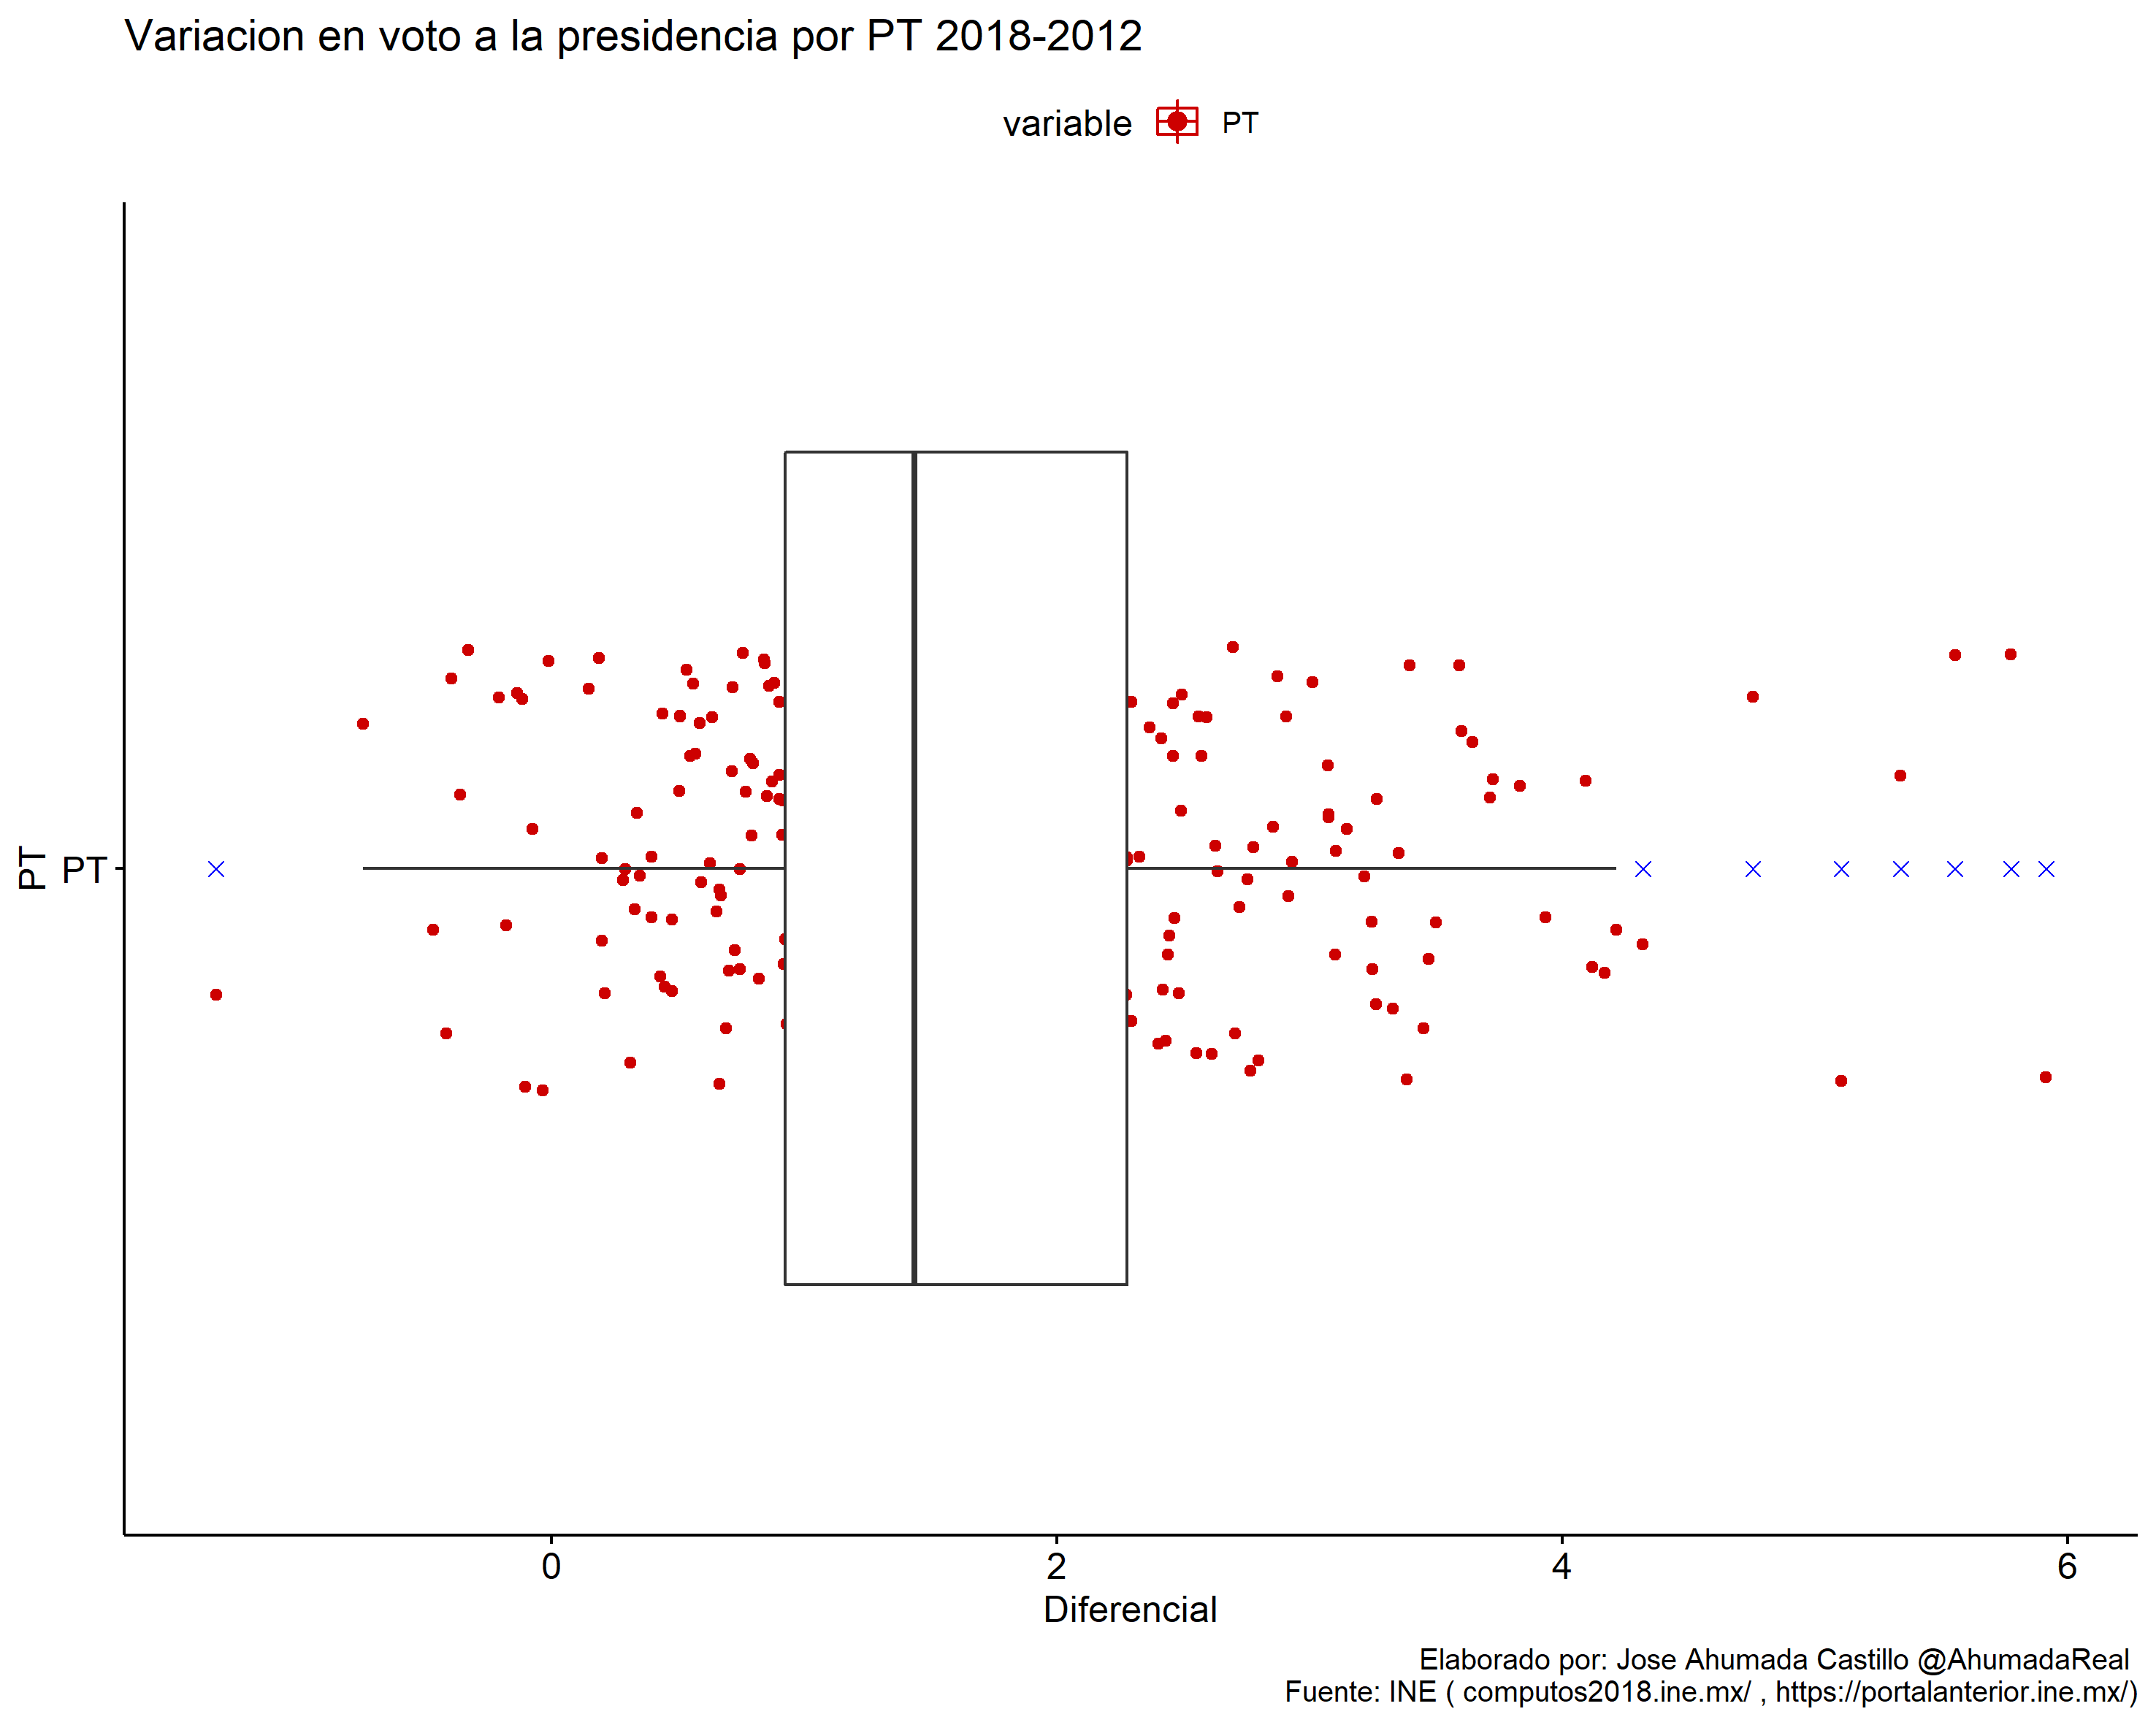 Variacion en voto a la presidencia por PT 2018-2012
variable PT
PT
PT
0 2 4 6
Diferencial
Elaborado por: Jose Ahumada Castillo @AhumadaReal
Fuente: INE ( computos2018.ine.mx/ , https://portalanterior.ine.mx/)